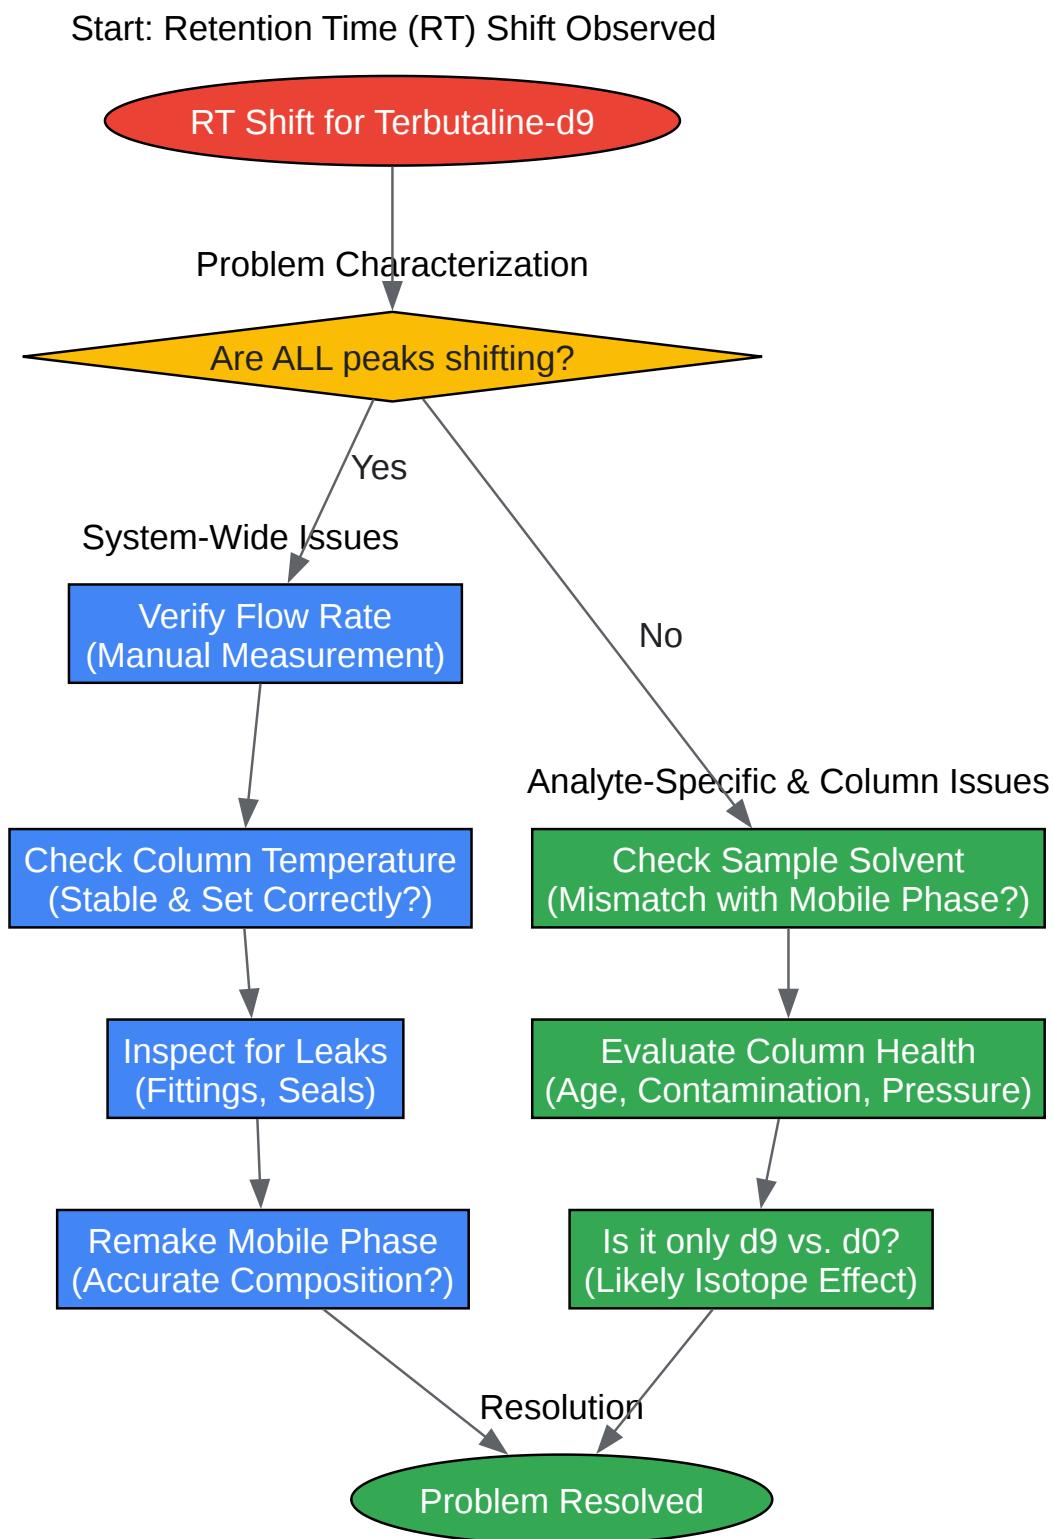 Start: Retention Time (RT) Shift Observed
RT Shift for Terbutaline-d9
Problem Characterization
Are ALL peaks shifting?
Yes
System-Wide Issues
Verify Flow Rate
(Manual Measurement)
No
Analyte-Specific & Column Issues
Check Column Temperature
(Stable & Set Correctly?)
Check Sample Solvent
(Mismatch with Mobile Phase?)
Inspect for Leaks
(Fittings, Seals)
Evaluate Column Health
(Age, Contamination, Pressure)
Remake Mobile Phase
(Accurate Composition?)
Is it only d9 vs. d0?
(Likely Isotope Effect)
Resolution
Problem Resolved